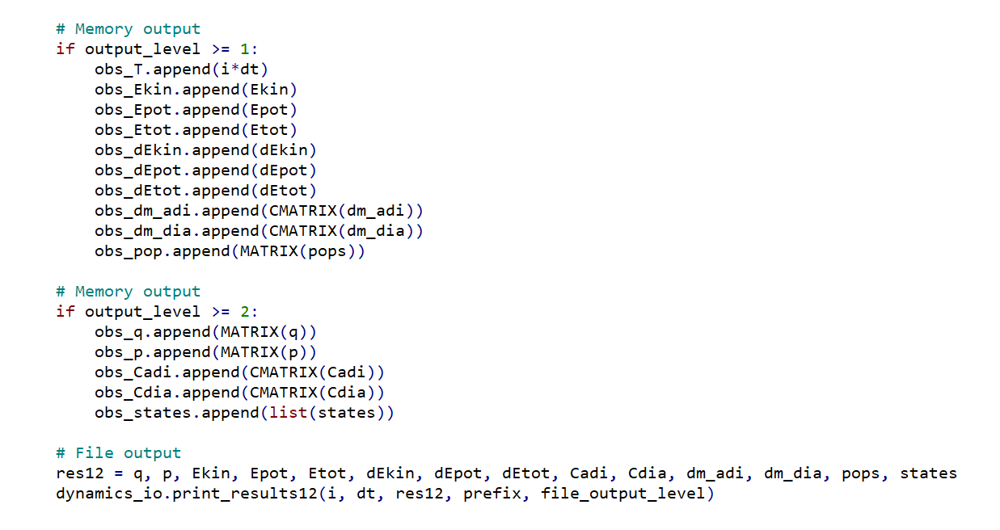 # Memory output
if output_level >= 1:
    obs_T.append(i*dt)
    obs_Ekin.append(Ekin)
    obs_Epot.append(Epot)
    obs_Etot.append(Etot)
    obs_dEkin.append(dEkin)
    obs_dEpot.append(dEpot)
    obs_dEtot.append(dEtot)
    obs_dm_adi.append(CMATRIX(dm_adi))
    obs_dm_dia.append(CMATRIX(dm_dia))
    obs_pop.append(MATRIX(pops))

# Memory output
if output_level >= 2:
    obs_q.append(MATRIX(q))
    obs_p.append(MATRIX(p))
    obs_Cadi.append(CMATRIX(Cadi))
    obs_Cdia.append(CMATRIX(Cdia))
    obs_states.append(list(states))

# File output
res12 = q, p, Ekin, Epot, Etot, dEkin, dEpot, dEtot, Cadi, Cdia, dm_adi, dm_dia, pops, states
dynamics_io.print_results12(i, dt, res12, prefix, file_output_level)